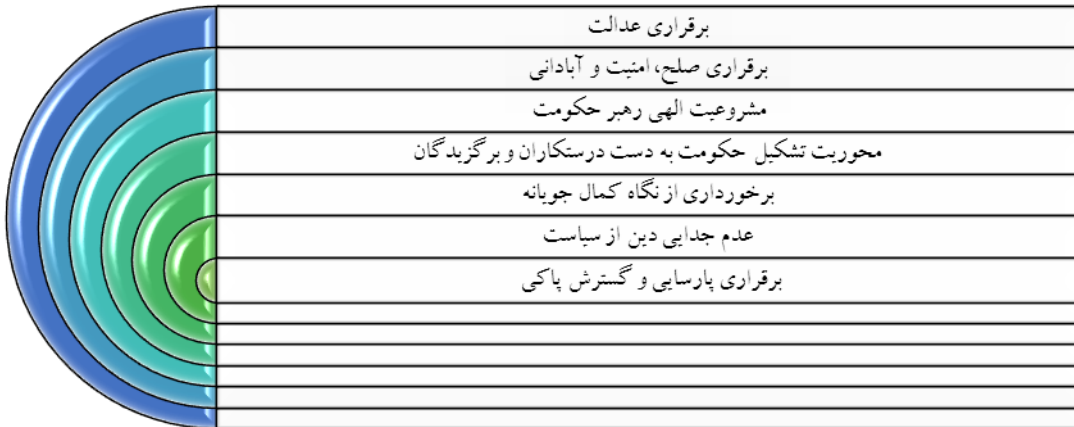 برقراری عدالت
برقراری صلح، امنیت و آبادانی
مشروعیت الهی رهبر حکومت
محوریت تشکیل حکومت به دست درستکاران و برگزیدگان
برخورداری از نگاه کمال جویانه
عدم جدایی دین از سیاست
برقراری پارسایی و گسترش پاکی